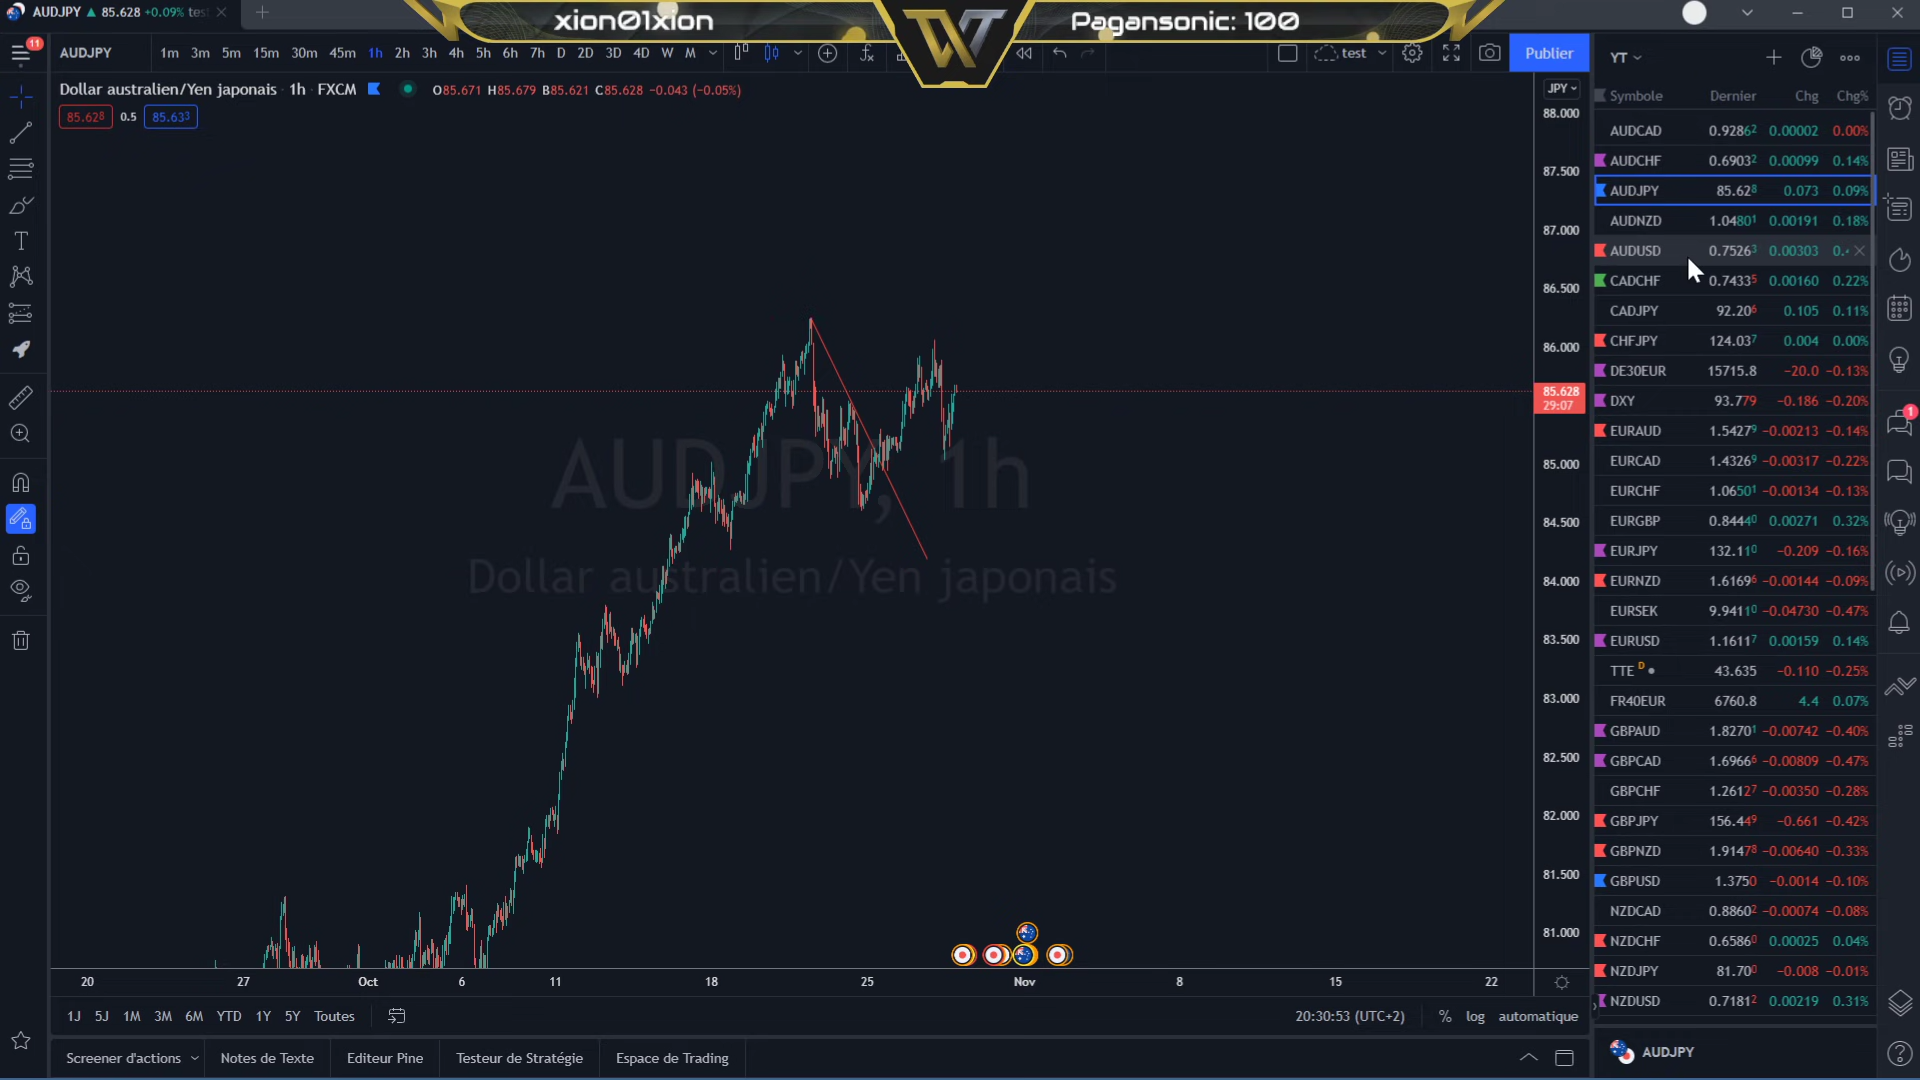 AUDJPY ▲ 85.628 +0.09% tes
xion01xion
Pagansonic: 100
11
AUDJPY 1m 3m 5m 15m 30m 45m 1h 2h 3h 4h 5h 6h 7h D 2D 3D 4D W M
test
Publier
YT
Dollar australien/Yen japonais · 1h · FXCM O85.671 H85.679 B85.621 C85.628 −0.043 (−0.05%)
85.628 0.5 85.633
JPY
88.000
87.500
87.000
86.500
86.000
85.628
29:07
85.000
84.500
84.000
83.500
83.000
82.500
82.000
81.500
81.000
AUDJPY, 1h
Dollar australien/Yen japonais
20 27 Oct 6 11 18 25 Nov 8 15 22
1J 5J 1M 3M 6M YTD 1Y 5Y Toutes
20:30:53 (UTC+2) % log automatique
Screener d'actions Notes de Texte Editeur Pine Testeur de Stratégie Espace de Trading
Symbole Dernier Chg Chg%
AUDCAD 0.92862 0.00002 0.00%
AUDCHF 0.69032 0.00099 0.14%
AUDJPY 85.628 0.073 0.09%
AUDNZD 1.04801 0.00191 0.18%
AUDUSD 0.75263 0.00303 0.
CADCHF 0.74335 0.00160 0.22%
CADJPY 92.206 0.105 0.11%
CHFJPY 124.037 0.004 0.00%
DE30EUR 15715.8 −20.0 −0.13%
DXY 93.779 −0.186 −0.20%
EURAUD 1.54279 −0.00213 −0.14%
EURCAD 1.43269 −0.00317 −0.22%
EURCHF 1.06501 −0.00134 −0.13%
EURGBP 0.84440 0.00271 0.32%
EURJPY 132.110 −0.209 −0.16%
EURNZD 1.61696 −0.00144 −0.09%
EURSEK 9.94110 −0.04730 −0.47%
EURUSD 1.16117 0.00159 0.14%
TTE D 43.635 −0.110 −0.25%
FR40EUR 6760.8 4.4 0.07%
GBPAUD 1.82701 −0.00742 −0.40%
GBPCAD 1.69666 −0.00809 −0.47%
GBPCHF 1.26127 −0.00350 −0.28%
GBPJPY 156.449 −0.661 −0.42%
GBPNZD 1.91478 −0.00640 −0.33%
GBPUSD 1.3750 −0.0014 −0.10%
NZDCAD 0.88602 −0.00074 −0.08%
NZDCHF 0.65860 0.00025 0.04%
NZDJPY 81.700 −0.008 −0.01%
NZDUSD 0.71812 0.00219 0.31%
AUDJPY
1